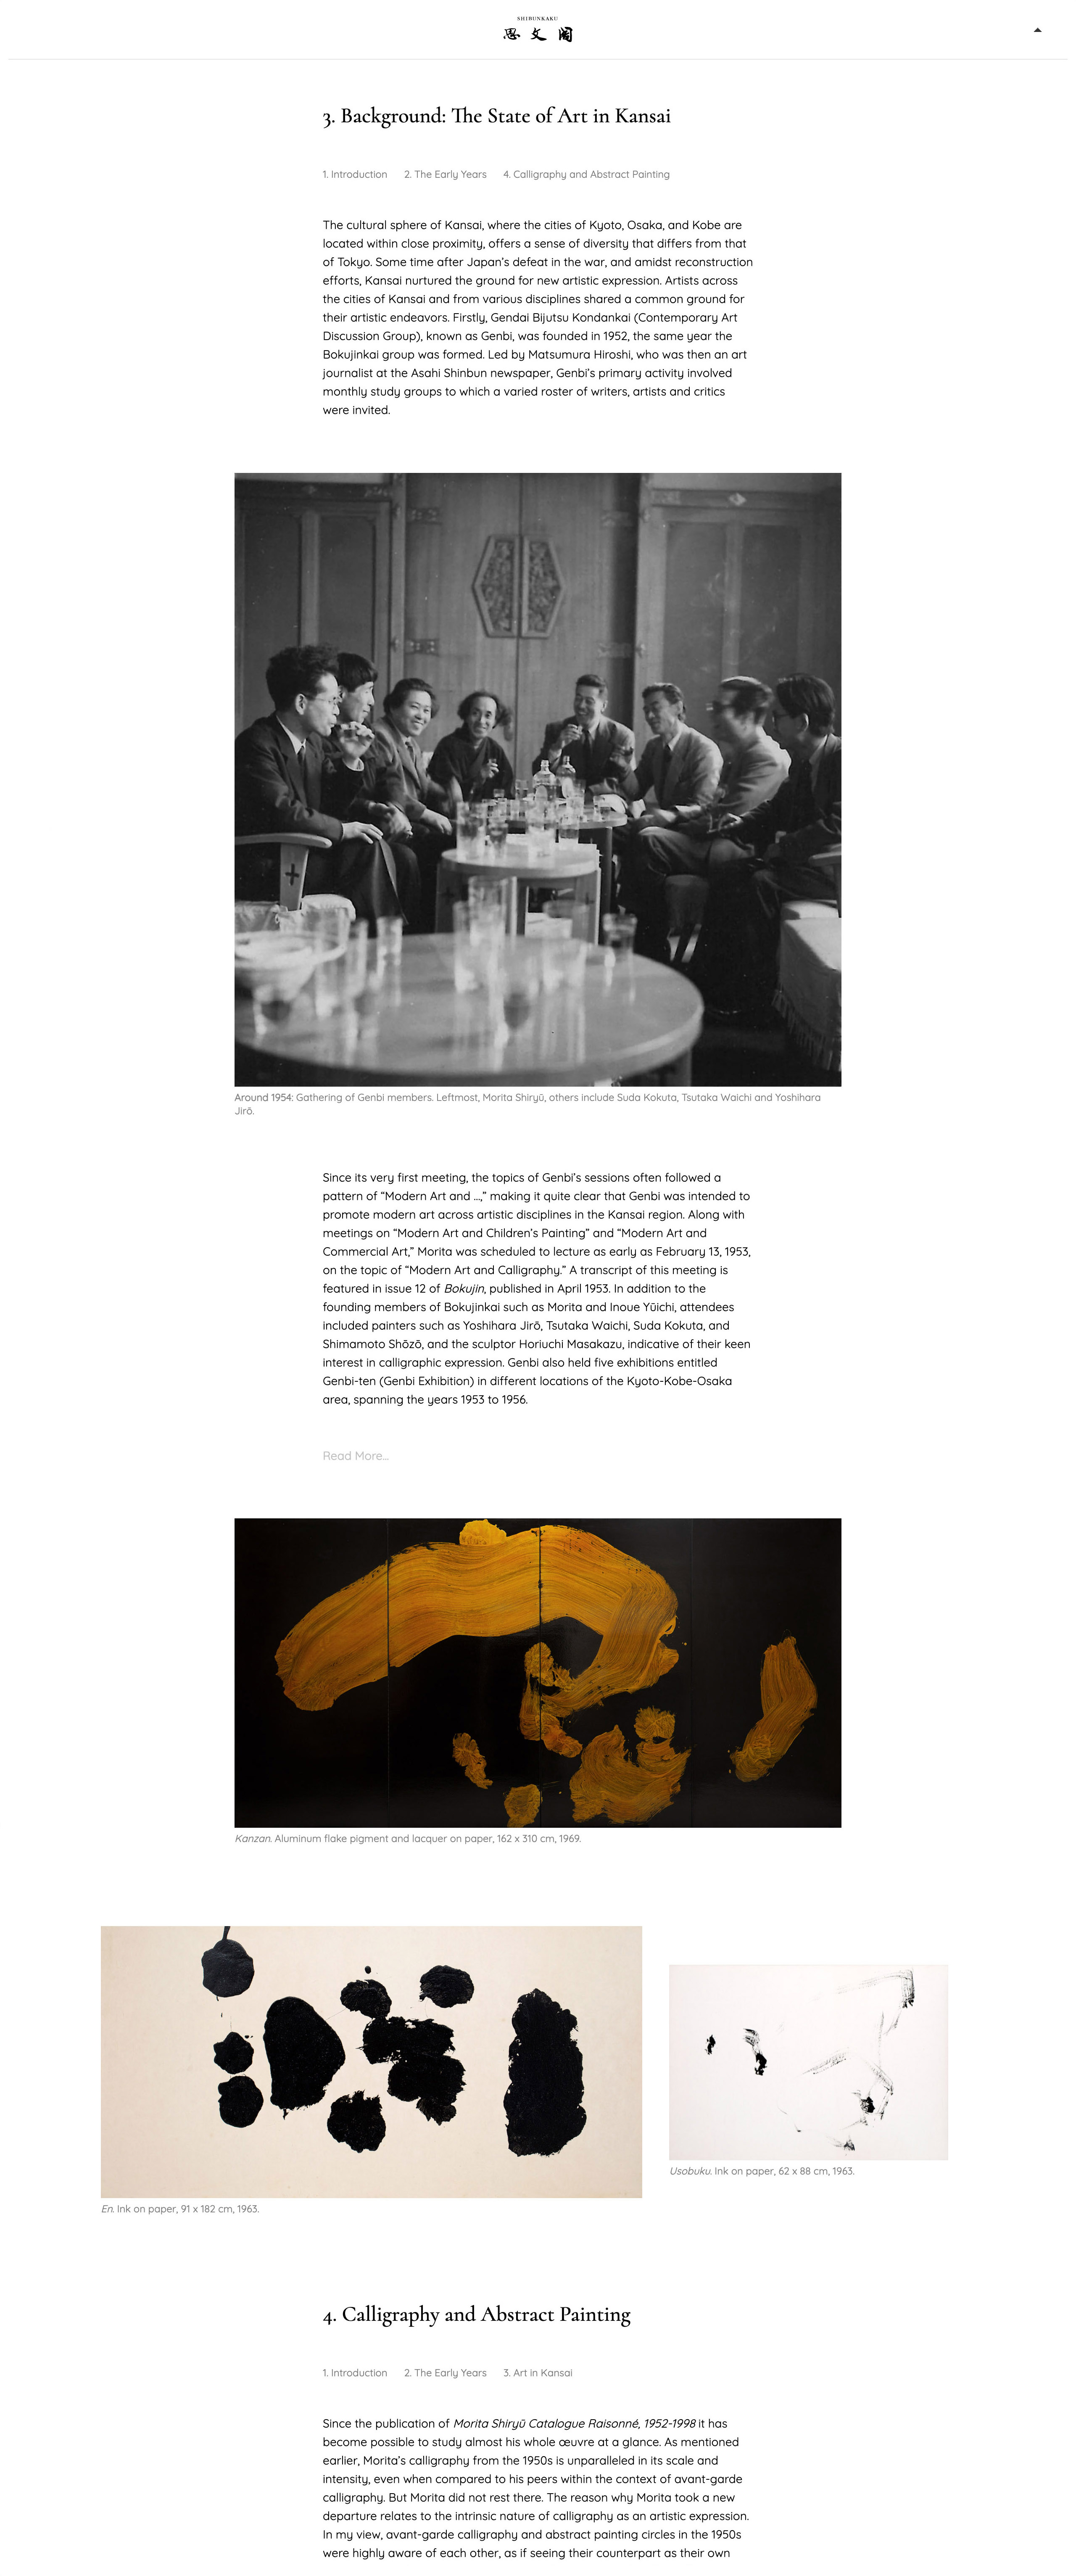 SHIBUNKAKU
思文閣
3. Background: The State of Art in Kansai
1. Introduction 2. The Early Years 4. Calligraphy and Abstract Painting
The cultural sphere of Kansai, where the cities of Kyoto, Osaka, and Kobe are
located within close proximity, offers a sense of diversity that differs from that
of Tokyo. Some time after Japan’s defeat in the war, and amidst reconstruction
efforts, Kansai nurtured the ground for new artistic expression. Artists across
the cities of Kansai and from various disciplines shared a common ground for
their artistic endeavors. Firstly, Gendai Bijutsu Kondankai (Contemporary Art
Discussion Group), known as Genbi, was founded in 1952, the same year the
Bokujinkai group was formed. Led by Matsumura Hiroshi, who was then an art
journalist at the Asahi Shinbun newspaper, Genbi’s primary activity involved
monthly study groups to which a varied roster of writers, artists and critics
were invited.
Around 1954: Gathering of Genbi members. Leftmost, Morita Shiryū, others include Suda Kokuta, Tsutaka Waichi and Yoshihara
Jirō.
Since its very first meeting, the topics of Genbi’s sessions often followed a
pattern of “Modern Art and …,” making it quite clear that Genbi was intended to
promote modern art across artistic disciplines in the Kansai region. Along with
meetings on “Modern Art and Children’s Painting” and “Modern Art and
Commercial Art,” Morita was scheduled to lecture as early as February 13, 1953,
on the topic of “Modern Art and Calligraphy.” A transcript of this meeting is
featured in issue 12 of Bokujin, published in April 1953. In addition to the
founding members of Bokujinkai such as Morita and Inoue Yūichi, attendees
included painters such as Yoshihara Jirō, Tsutaka Waichi, Suda Kokuta, and
Shimamoto Shōzō, and the sculptor Horiuchi Masakazu, indicative of their keen
interest in calligraphic expression. Genbi also held five exhibitions entitled
Genbi-ten (Genbi Exhibition) in different locations of the Kyoto-Kobe-Osaka
area, spanning the years 1953 to 1956.
Read More…
Kanzan. Aluminum flake pigment and lacquer on paper, 162 x 310 cm, 1969.
Usobuku. Ink on paper, 62 x 88 cm, 1963.
En. Ink on paper, 91 x 182 cm, 1963.
4. Calligraphy and Abstract Painting
1. Introduction 2. The Early Years 3. Art in Kansai
Since the publication of Morita Shiryū Catalogue Raisonné, 1952-1998 it has
become possible to study almost his whole œuvre at a glance. As mentioned
earlier, Morita’s calligraphy from the 1950s is unparalleled in its scale and
intensity, even when compared to his peers within the context of avant-garde
calligraphy. But Morita did not rest there. The reason why Morita took a new
departure relates to the intrinsic nature of calligraphy as an artistic expression.
In my view, avant-garde calligraphy and abstract painting circles in the 1950s
were highly aware of each other, as if seeing their counterpart as their own